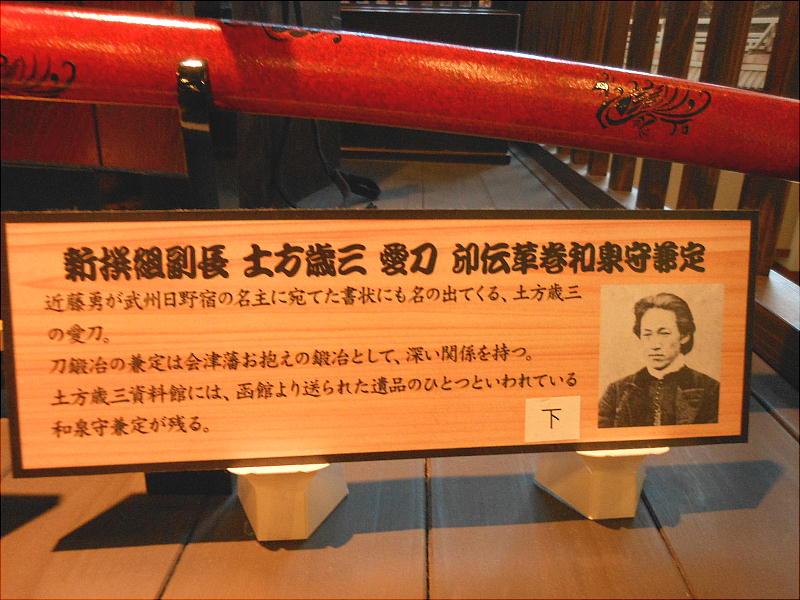 新撰組副長 土方歳三 愛刀 印伝革巻和泉守兼定
近藤勇が武州日野宿の名主に宛てた書状にも名の出てくる、土方歳三
の愛刀。
刀鍛冶の兼定は会津藩お抱えの鍛冶として、深い関係を持つ。
土方歳三資料館には、函館より送られた遺品のひとつといわれている
和泉守兼定が残る。
下